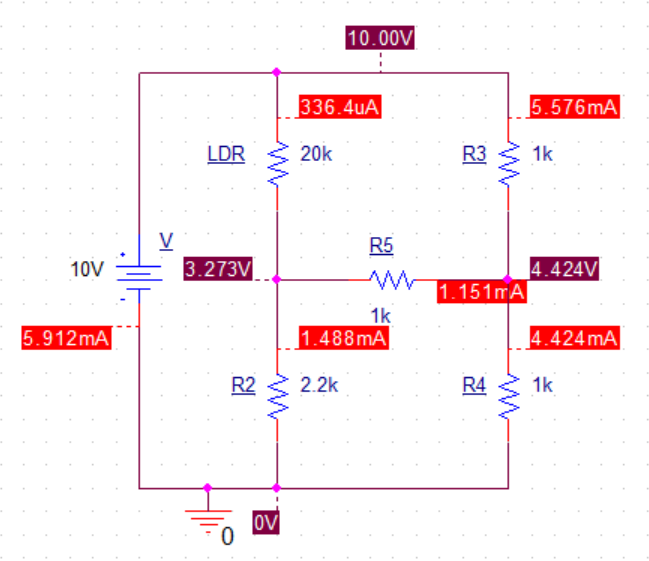 10.00V
336.4uA
5.576mA
LDR
20k
R3
1k
V
R5
10V
3.273V
4.424V
1.151mA
1k
5.912mA
1.488mA
4.424mA
R2
2.2k
R4
1k
0V
0